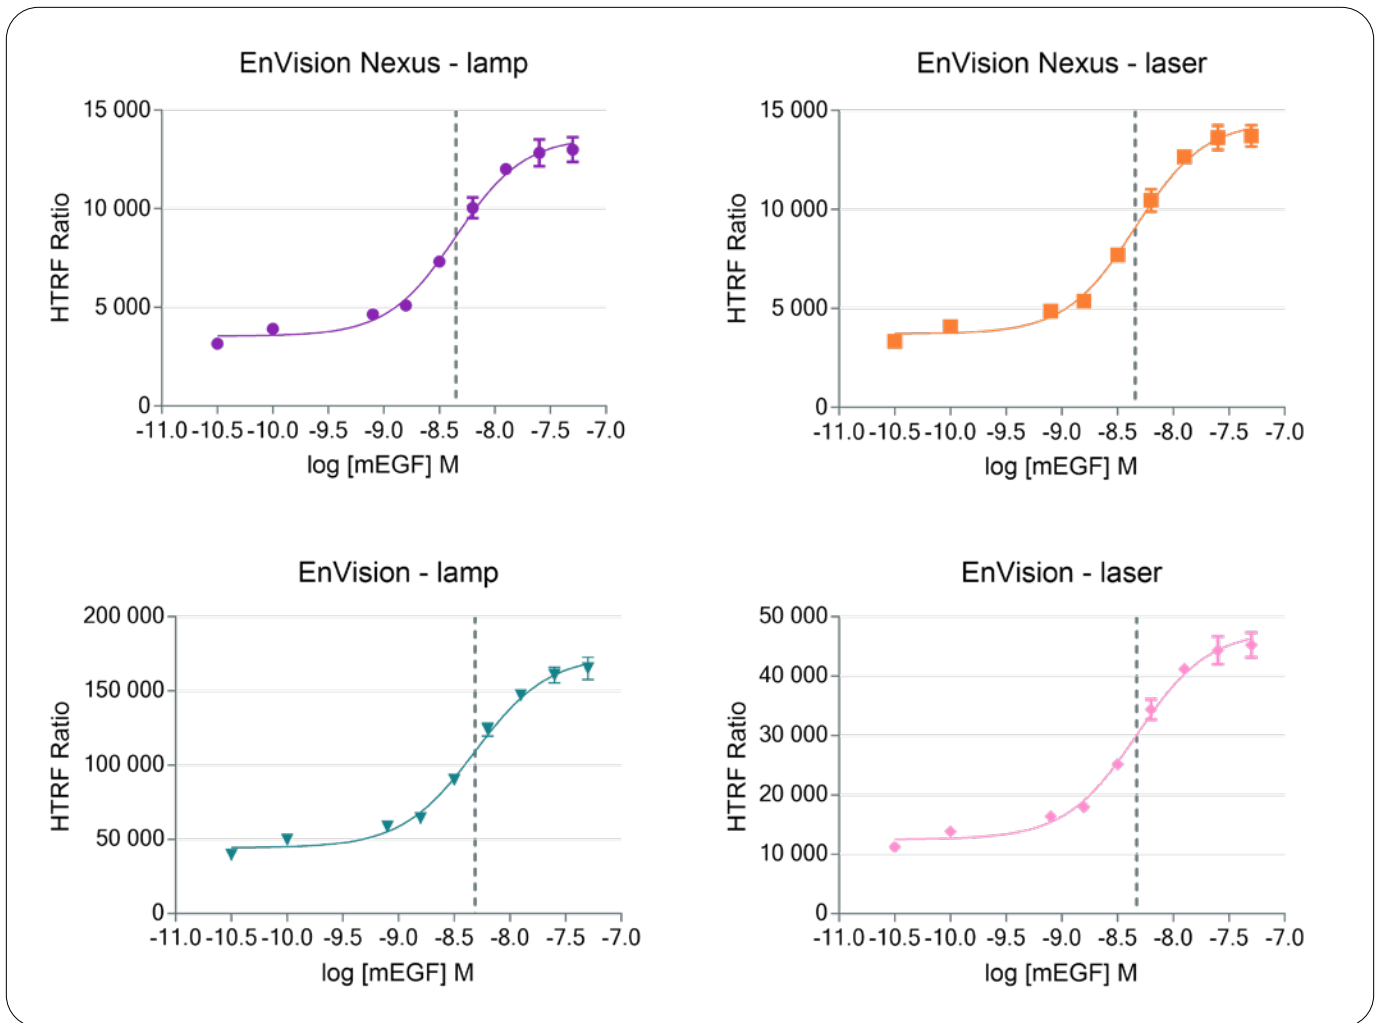 EnVision Nexus - lamp
15 000
10 000
5 000
0
HTRF Ratio
-11.0 -10.5 -10.0 -9.5 -9.0 -8.5 -8.0 -7.5 -7.0
log [mEGF] M
EnVision Nexus - laser
15 000
10 000
5 000
0
HTRF Ratio
-11.0 -10.5 -10.0 -9.5 -9.0 -8.5 -8.0 -7.5 -7.0
log [mEGF] M
EnVision - lamp
200 000
150 000
100 000
50 000
0
HTRF Ratio
-11.0 -10.5 -10.0 -9.5 -9.0 -8.5 -8.0 -7.5 -7.0
log [mEGF] M
EnVision - laser
50 000
40 000
30 000
20 000
10 000
0
HTRF Ratio
-11.0 -10.5 -10.0 -9.5 -9.0 -8.5 -8.0 -7.5 -7.0
log [mEGF] M